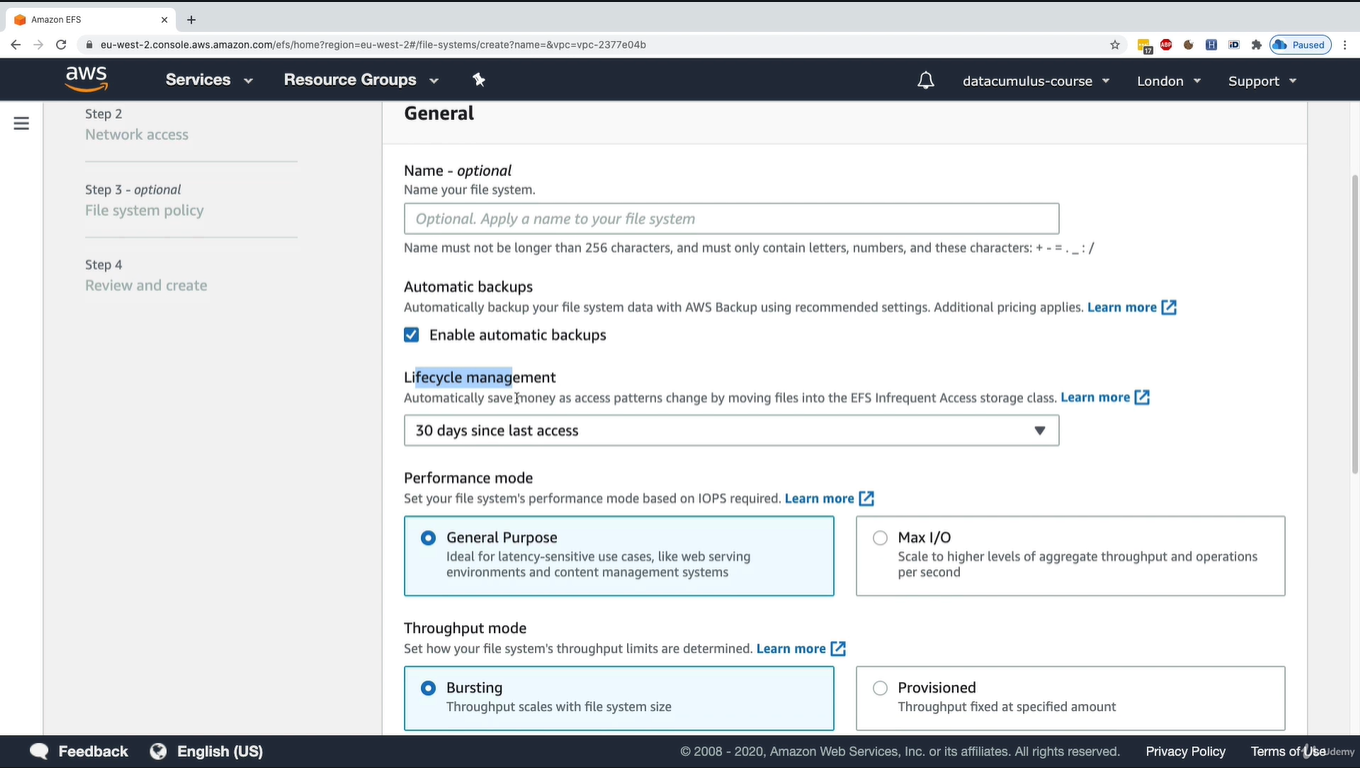 Amazon EFS
eu-west-2.console.aws.amazon.com/efs/home?region=eu-west-2#/file-systems/create?name=&vpc=vpc-2377e04b
17
ABP
H
iD
Paused
aws
Services
Resource Groups
datacumulus-course
London
Support
Step 2
Network access
Step 3 - optional
File system policy
Step 4
Review and create
General
Name - optional
Name your file system.
Optional. Apply a name to your file system
Name must not be longer than 256 characters, and must only contain letters, numbers, and these characters: + - = . _ : /
Automatic backups
Automatically backup your file system data with AWS Backup using recommended settings. Additional pricing applies. Learn more
Enable automatic backups
Lifecycle management
Automatically save money as access patterns change by moving files into the EFS Infrequent Access storage class. Learn more
30 days since last access
Performance mode
Set your file system's performance mode based on IOPS required. Learn more
General Purpose
Ideal for latency-sensitive use cases, like web serving
environments and content management systems
Max I/O
Scale to higher levels of aggregate throughput and operations
per second
Throughput mode
Set how your file system's throughput limits are determined. Learn more
Bursting
Throughput scales with file system size
Provisioned
Throughput fixed at specified amount
Feedback
English (US)
© 2008 - 2020, Amazon Web Services, Inc. or its affiliates. All rights reserved.
Privacy Policy
Terms of Use
Udemy